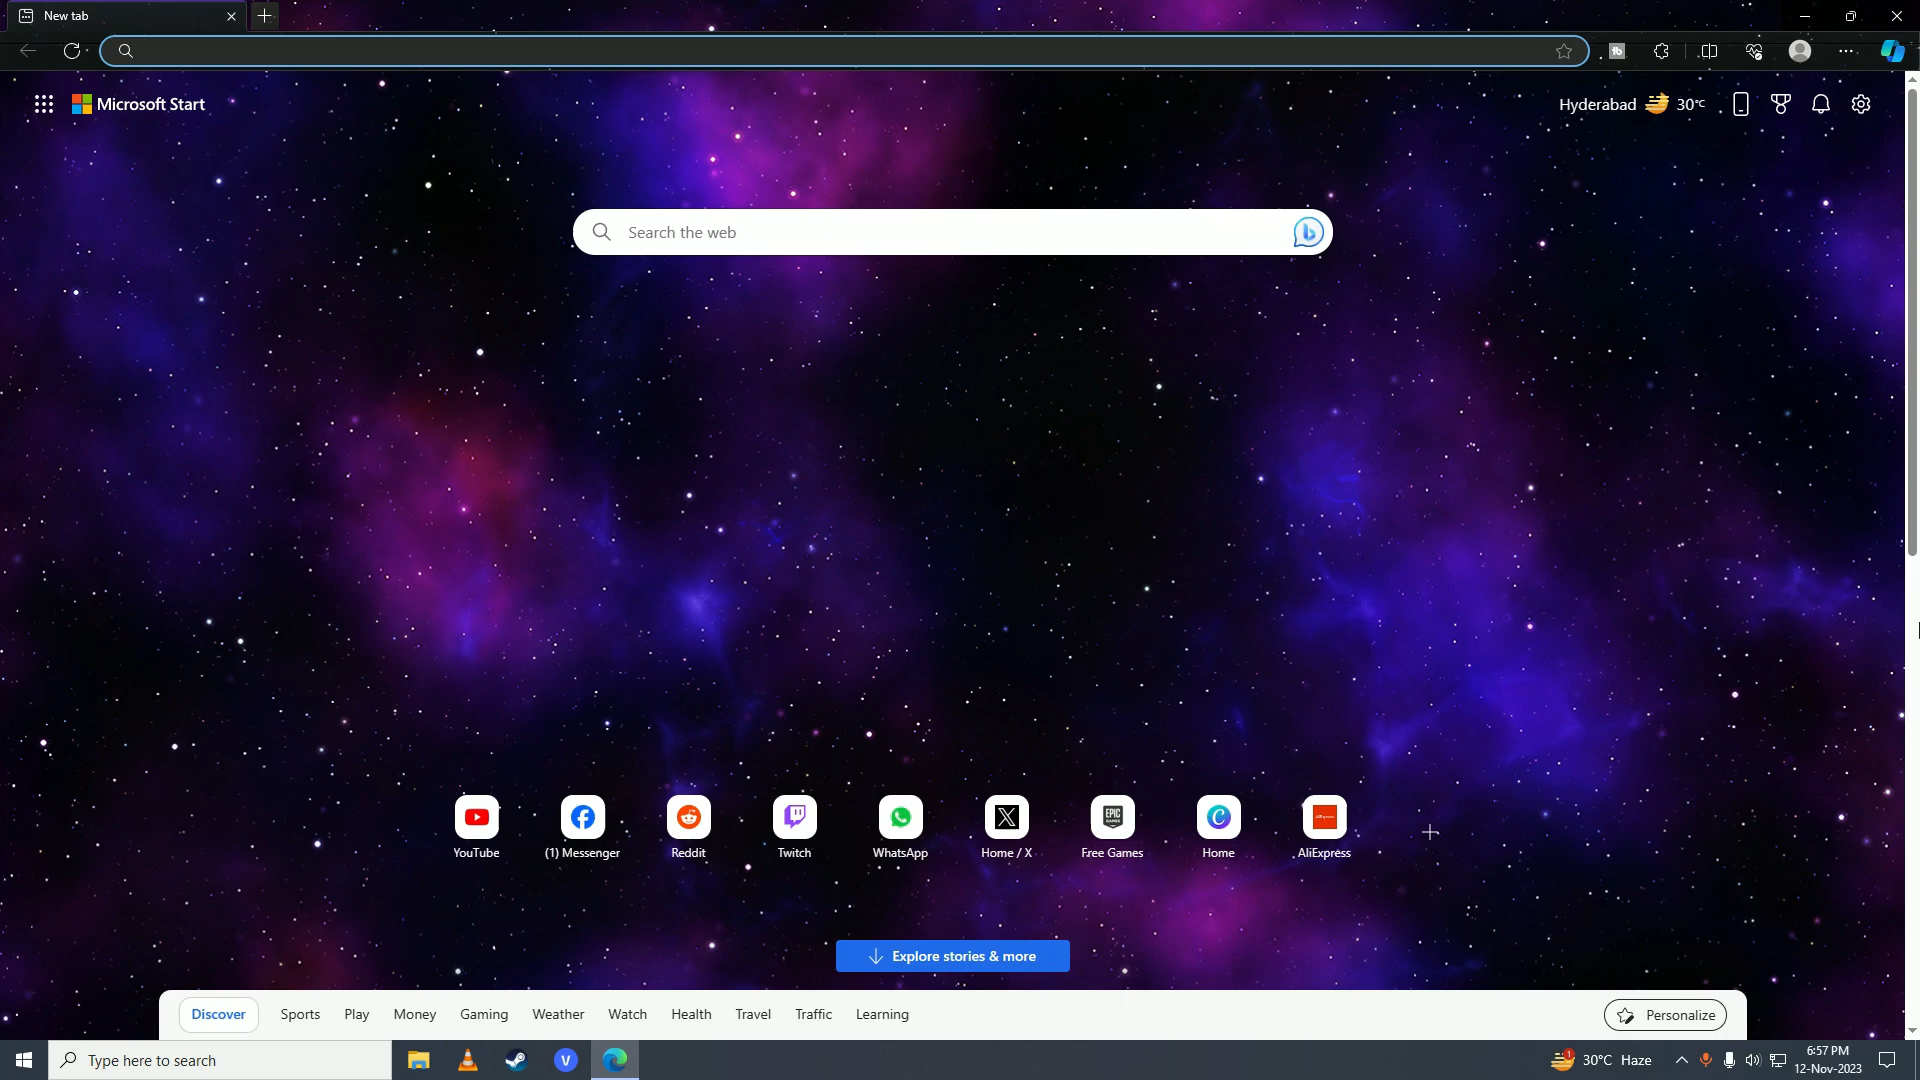 New tab
Microsoft Start
Hyderabad 30°C
Search the web
YouTube
(1) Messenger
Reddit
Twitch
WhatsApp
Home / X
Free Games
Home
AliExpress
Explore stories & more
Discover Sports Play Money Gaming Weather Watch Health Travel Traffic Learning Personalize
Type here to search
1
30°C Haze
6:57 PM
12-Nov-2023